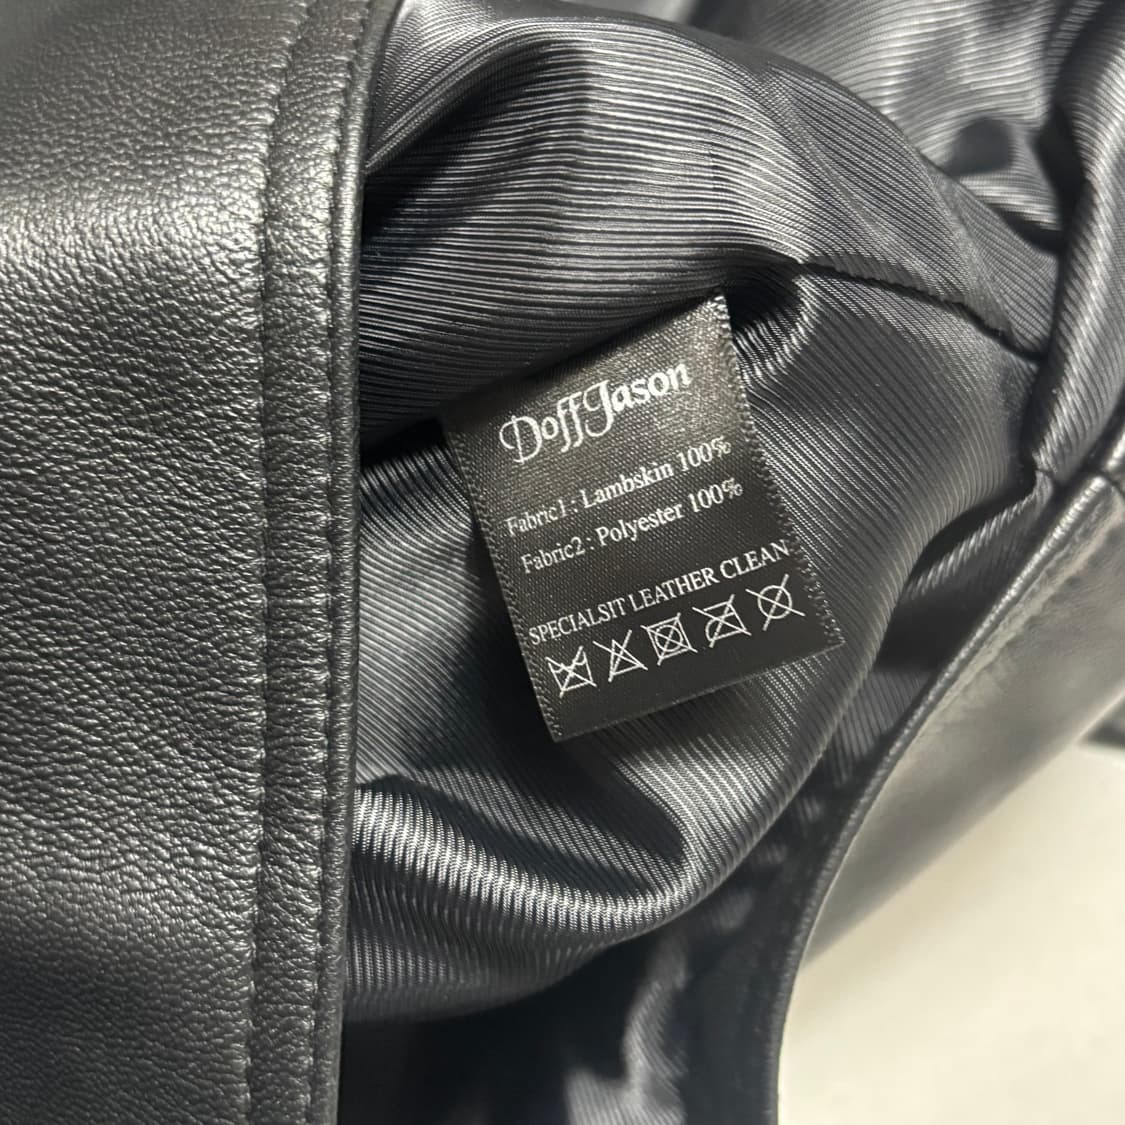 DoffJason
Fabric1 : Lambskin 100%
Fabric2 : Polyester 100%
SPECIALSIT LEATHER CLEAN